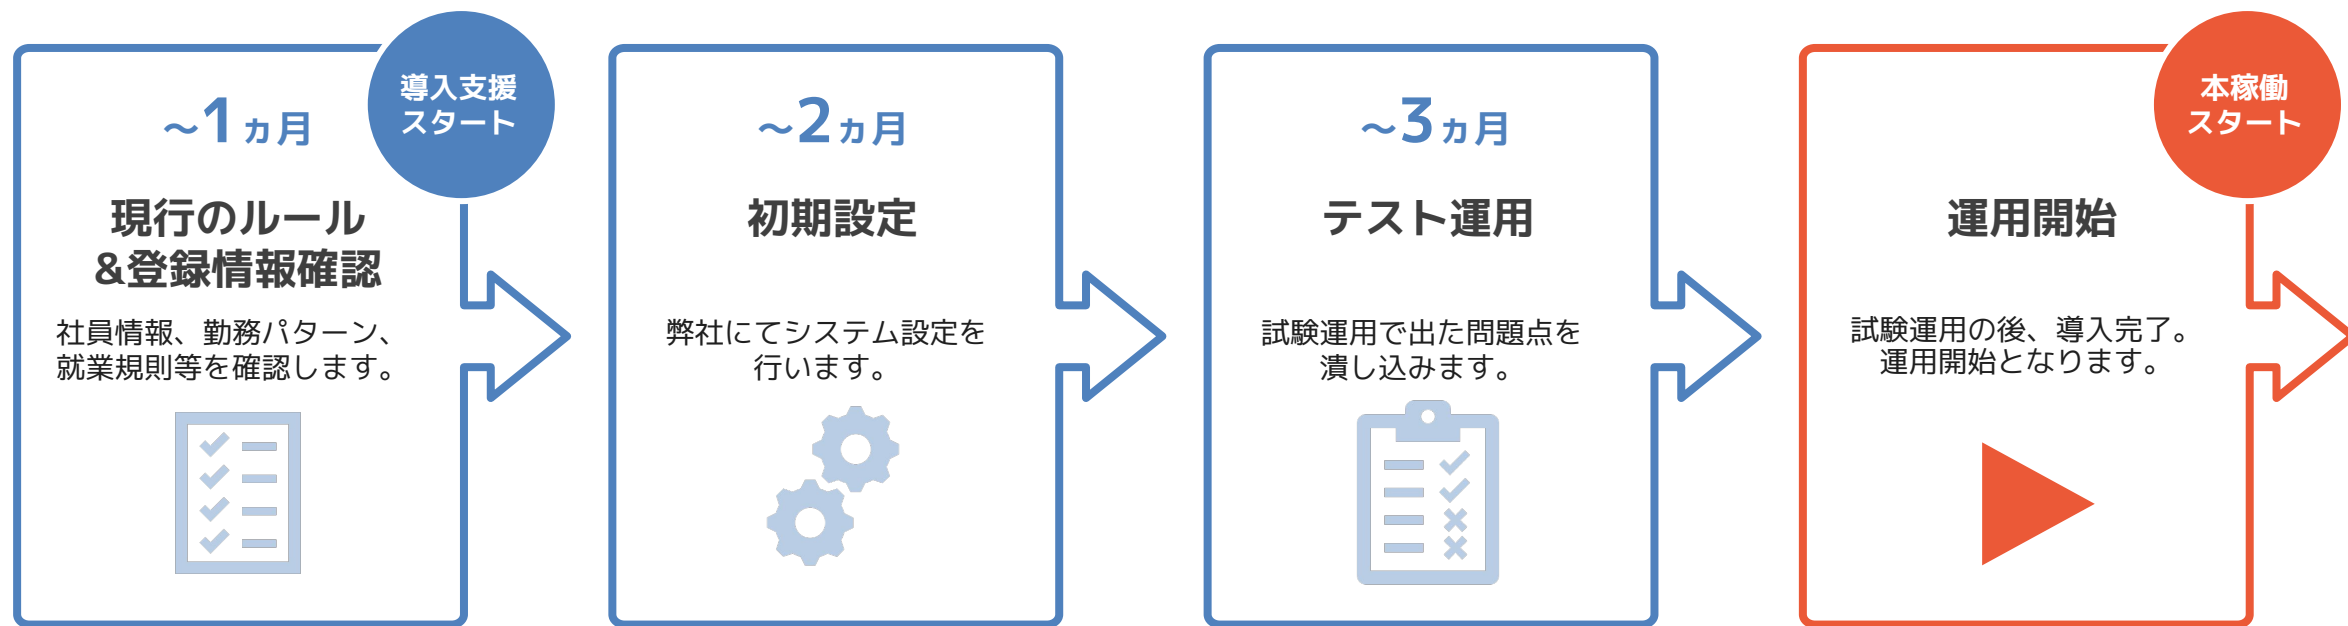 導入支援
スタート
～1ヵ月
現行のルール
&登録情報確認
社員情報、勤務パターン、
就業規則等を確認します。
～2ヵ月
初期設定
弊社にてシステム設定を
行います。
～3ヵ月
テスト運用
試験運用で出た問題点を
潰し込みます。
本稼働
スタート
運用開始
試験運用の後、導入完了。
運用開始となります。